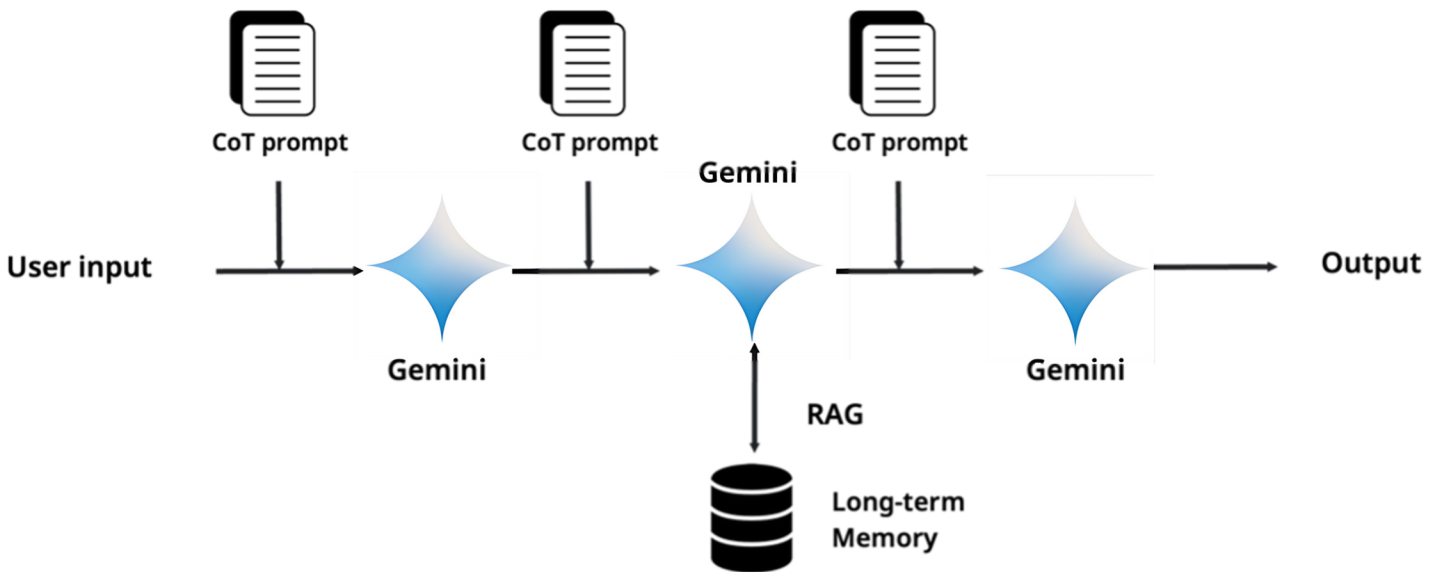 CoT prompt
CoT prompt
CoT prompt
Gemini
User input
Output
Gemini
Gemini
RAG
Long-term
Memory